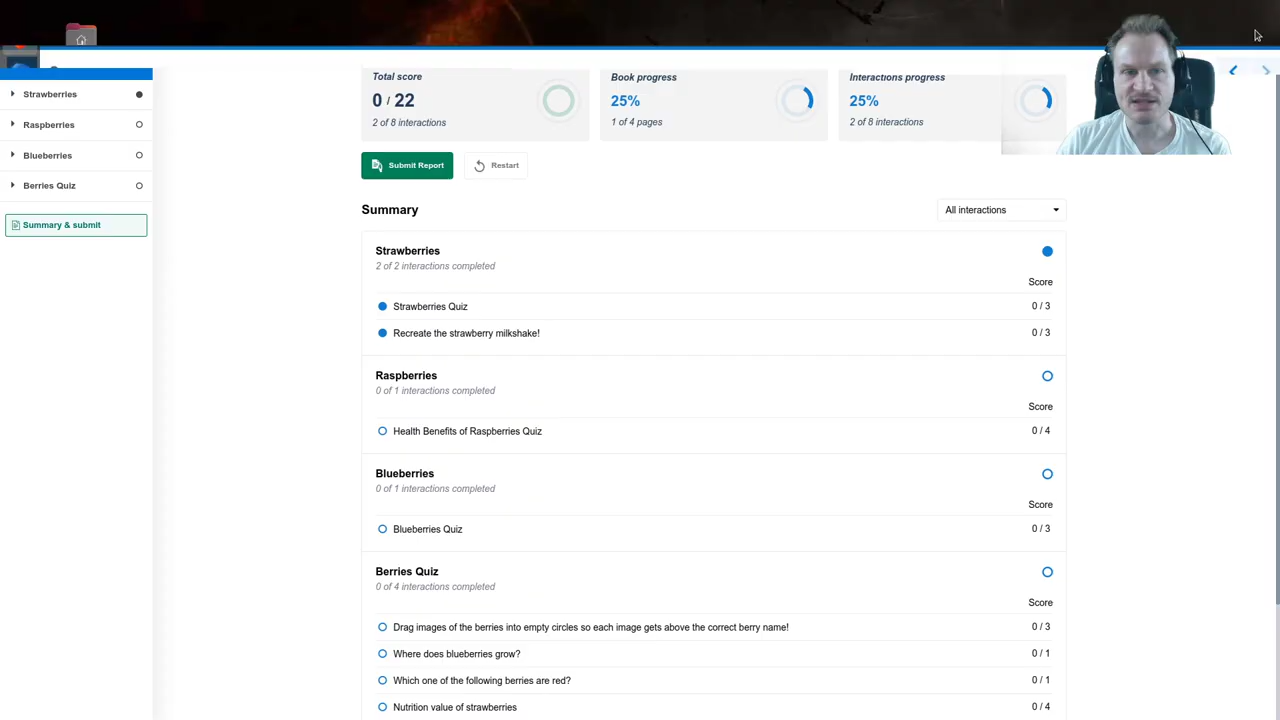 Strawberries
Raspberries
Blueberries
Berries Quiz
Summary & submit
Total score
0 / 22
2 of 8 interactions
Book progress
25%
1 of 4 pages
Interactions progress
25%
2 of 8 interactions
Submit Report
Restart
Summary
All interactions
Strawberries
2 of 2 interactions completed
Score
Strawberries Quiz 0 / 3
Recreate the strawberry milkshake! 0 / 3
Raspberries
0 of 1 interactions completed
Score
Health Benefits of Raspberries Quiz 0 / 4
Blueberries
0 of 1 interactions completed
Score
Blueberries Quiz 0 / 3
Berries Quiz
0 of 4 interactions completed
Score
Drag images of the berries into empty circles so each image gets above the correct berry name! 0 / 3
Where does blueberries grow? 0 / 1
Which one of the following berries are red? 0 / 1
Nutrition value of strawberries 0 / 4